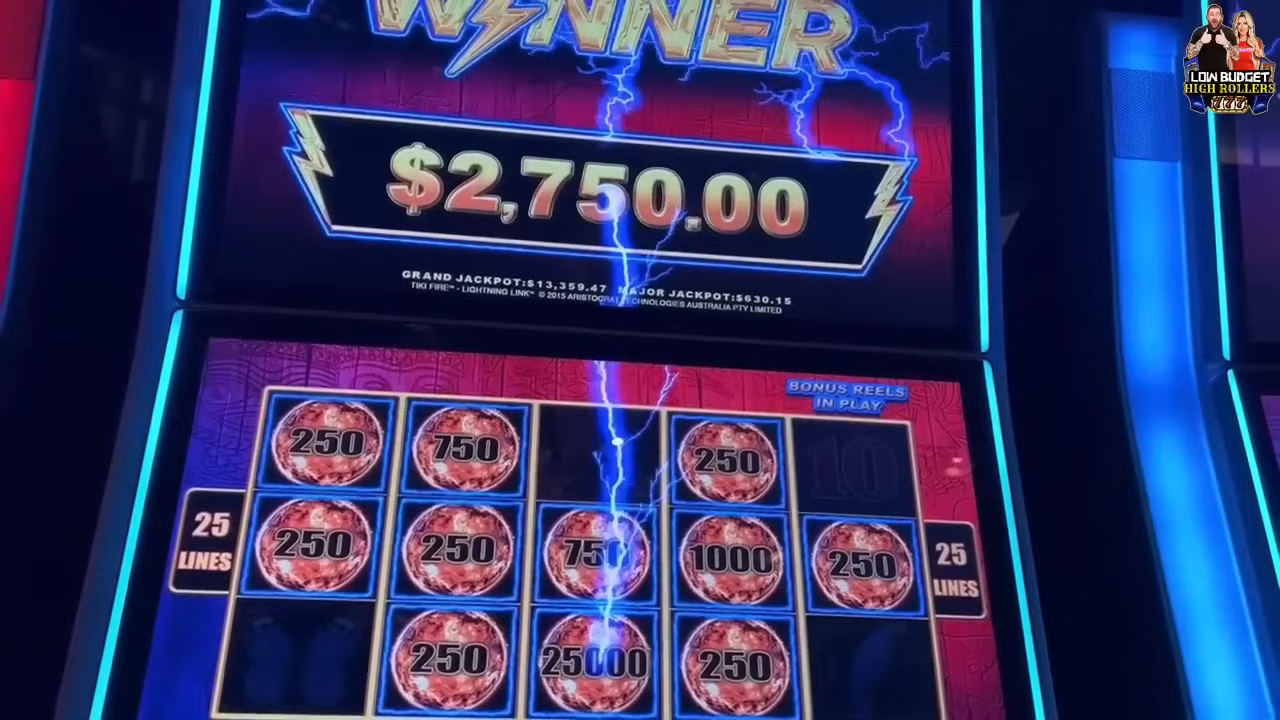 WINNER
LOW BUDGET
HIGH ROLLERS
777
$2,750.00
GRAND JACKPOT:$13,359.47 MAJOR JACKPOT:$630.15
TIKI FIRE™ - LIGHTNING LINK™ © 2015 ARISTOCRAT TECHNOLOGIES AUSTRALIA PTY LIMITED
BONUS REELS
IN PLAY
250 750 250 10
25
LINES
250 250 750 1000 250
25
LINES
250 25000 250